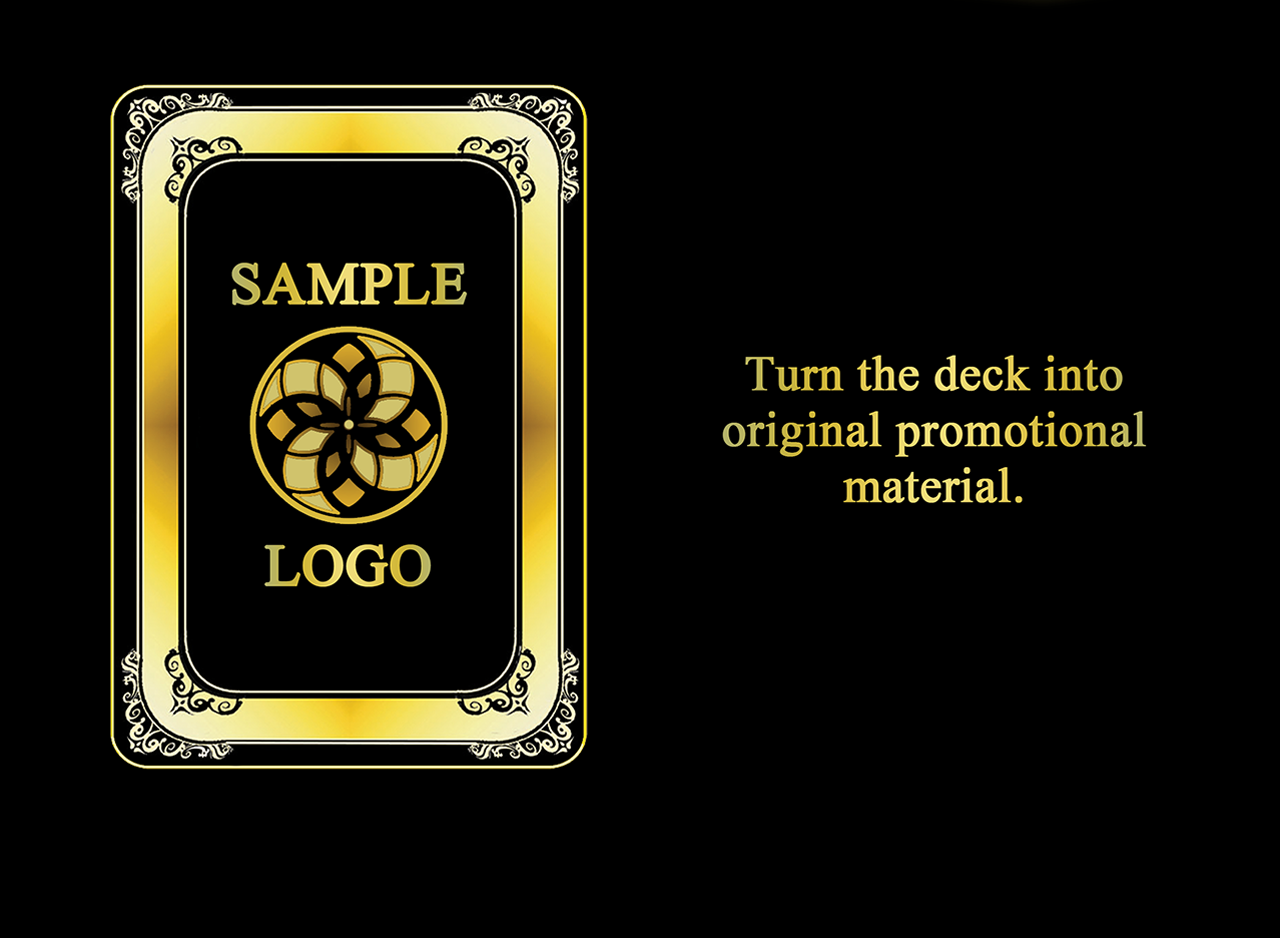 SAMPLE
LOGO
Turn the deck into
original promotional
material.